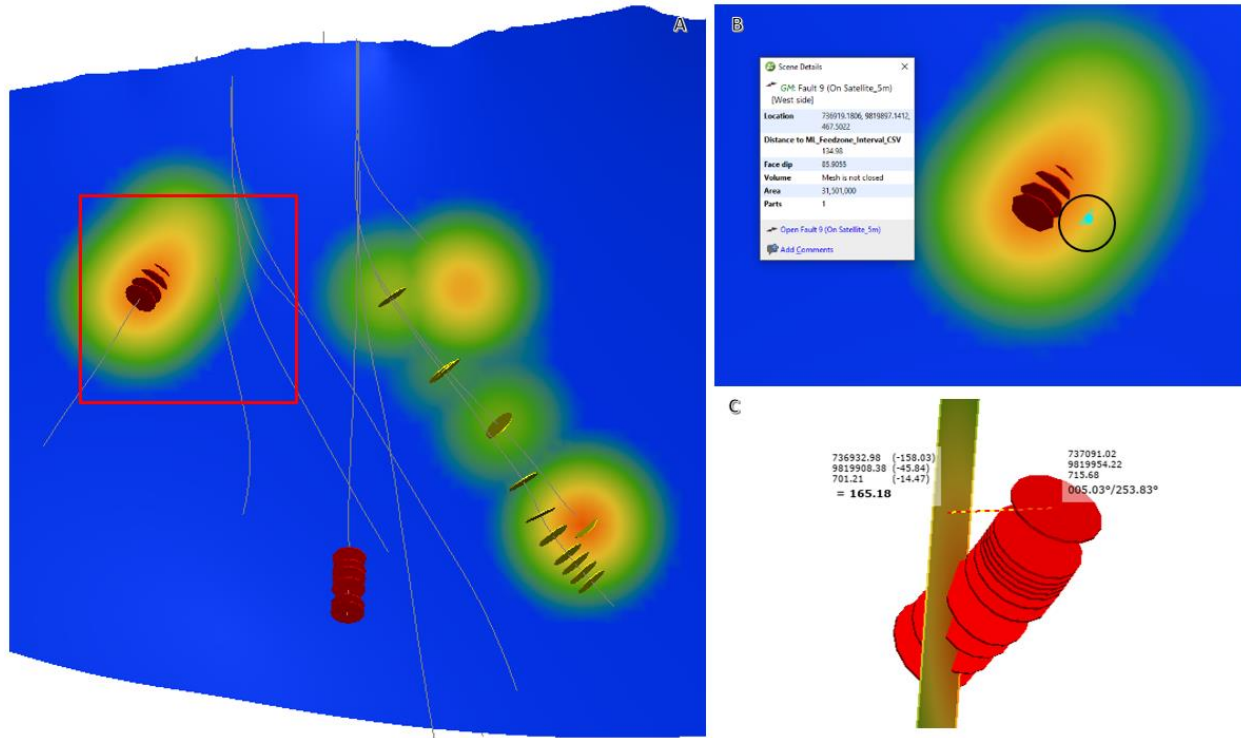 A
B
Scene Details
GM: Fault 9 (On Satellite_5m)
[West side]
Location 736919.1806, 9819897.1412,
467.5022
Distance to ML_Feedzone_Interval_CSV
134.98
Face dip 85.9055
Volume Mesh is not closed
Area 31,501,000
Parts 1
Open Fault 9 (On Satellite_5m)
Add Comments
C
736932.98 (-158.03)
9819908.38 (-45.84)
701.21 (-14.47)
= 165.18
737091.02
9819954.22
715.68
005.03°/253.83°